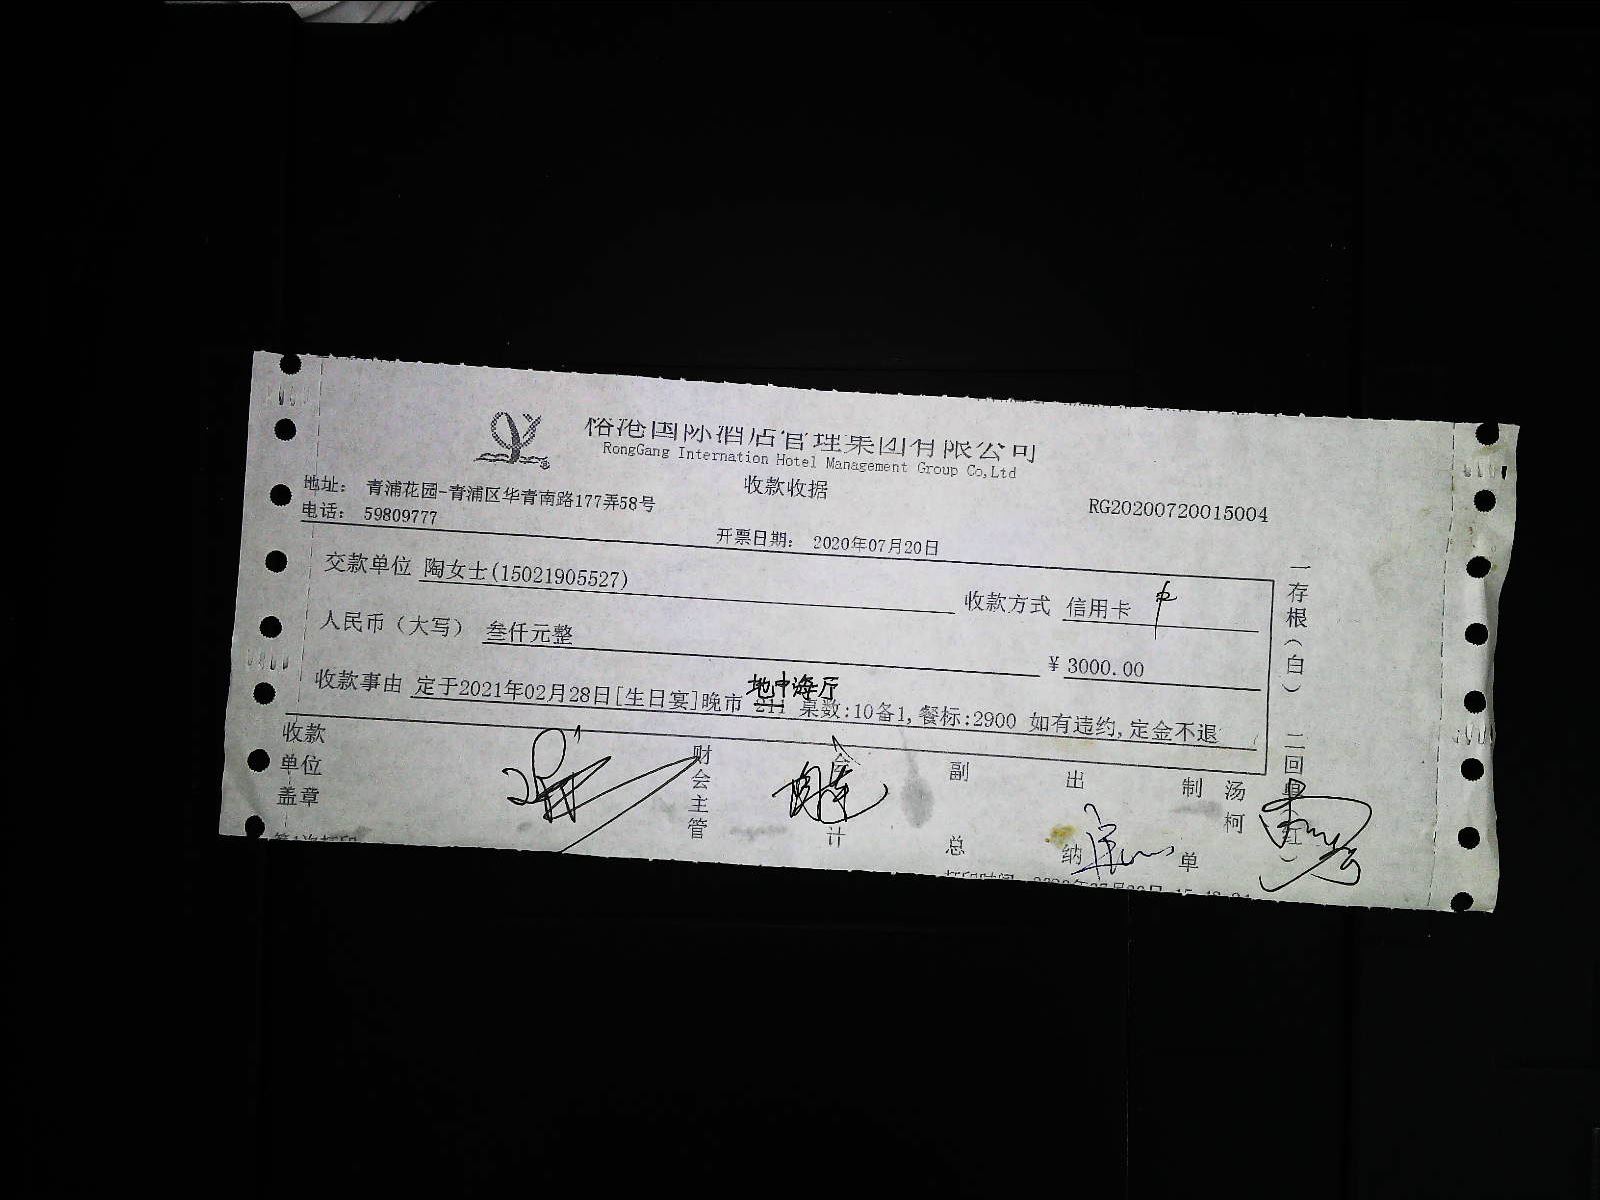 裕港国际酒店管理集团有限公司
RongGang Internation Hotel Management Group Co,Ltd
收款收据
地址： 青浦花园-青浦区华青南路177弄58号
RG20200720015004
电话： 59809777
开票日期： 2020年07月20日
交款单位 陶女士(15021905527)
收款方式 信用卡
人民币（大写） 叁仟元整
￥3000.00
地中海厅
收款事由 定于2021年02月28日[生日宴]晚市 211 桌数:10备1,餐标:2900 如有违约,定金不退
收款单位盖章
财会主管
会计
副总
出纳
制单
汤柯
一存根（白）
二回